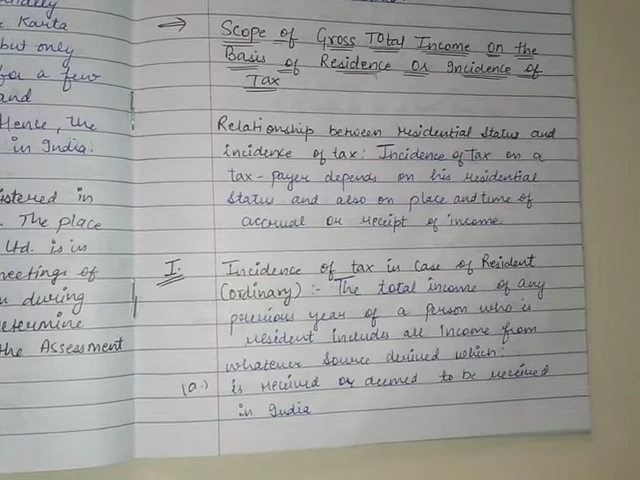 Karta
but only
for a few
and
Hence, the
in India.
istered in
. The place
Ltd. is in
meetings of
during
etermine
the Assessment
→ Scope of Gross Total Income on the
Basis of Residence or Incidence of
Tax
Relationship between residential status and
incidence of tax: Incidence of Tax on a
tax-payer depends on his residential
status and also on place and time of
accrual or receipt of income
I. Incidence of tax in case of Resident
(ordinary) :- The total income of any
previous year of a person who is
resident includes all Income from
whatever source derived which:
(a.) is received or deemed to be received
in India